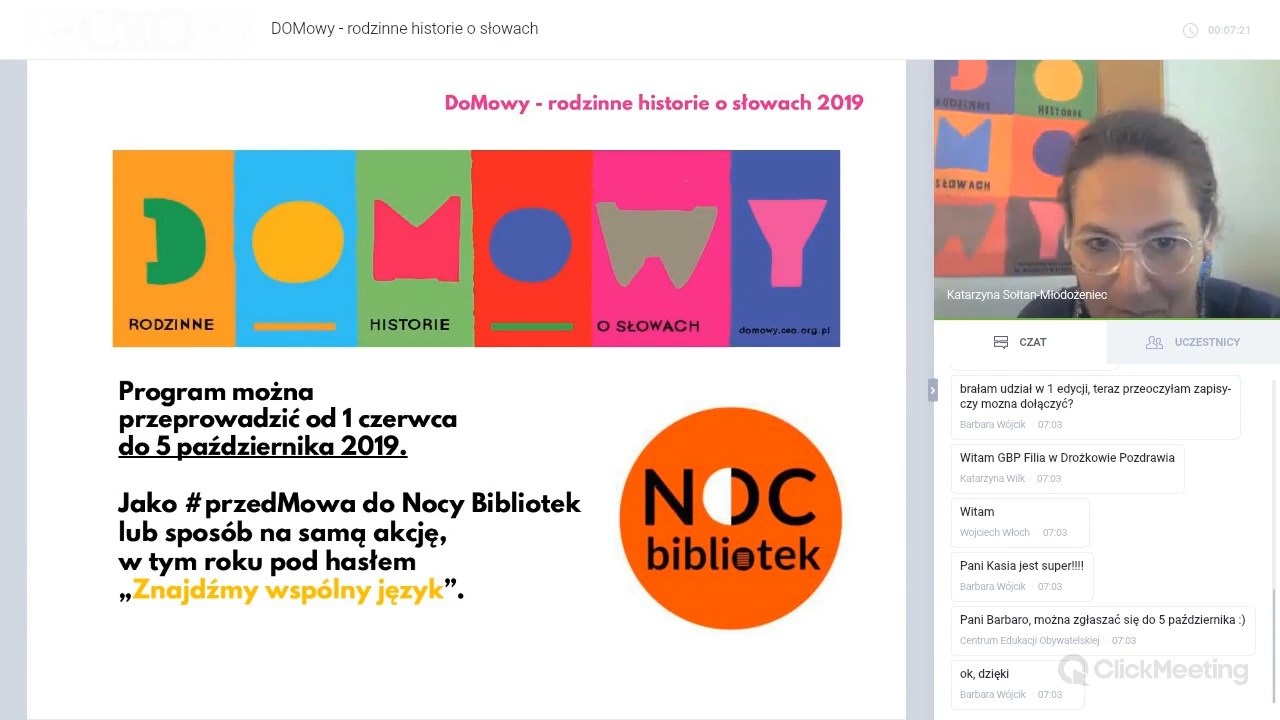 DOMowy - rodzinne historie o słowach
00:07:21
DoMowy - rodzinne historie o słowach 2019
DOMOWY
RODZINNE
HISTORIE
O SŁOWACH
domowy.ceo.org.pl
Program można
przeprowadzić od 1 czerwca
do 5 października 2019.
Jako #przedMowa do Nocy Bibliotek
lub sposób na samą akcję,
w tym roku pod hasłem
„Znajdźmy wspólny język”.
NOC
bibliotek
RODZINNE
HISTORIE
SŁOWACH
Katarzyna Sołtan-Młodożeniec
CZAT
UCZESTNICY
brałam udział w 1 edycji, teraz przeoczyłam zapisy-
czy mozna dołączyć?
Barbara Wójcik 07:03
Witam GBP Filia w Drożkowie Pozdrawia
Katarzyna Wilk 07:03
Witam
Wojciech Włoch 07:03
Pani Kasia jest super!!!!
Barbara Wójcik 07:03
Pani Barbaro, można zgłaszać się do 5 października :)
Centrum Edukacji Obywatelskiej 07:03
ok, dzięki
Barbara Wójcik 07:03
ClickMeeting